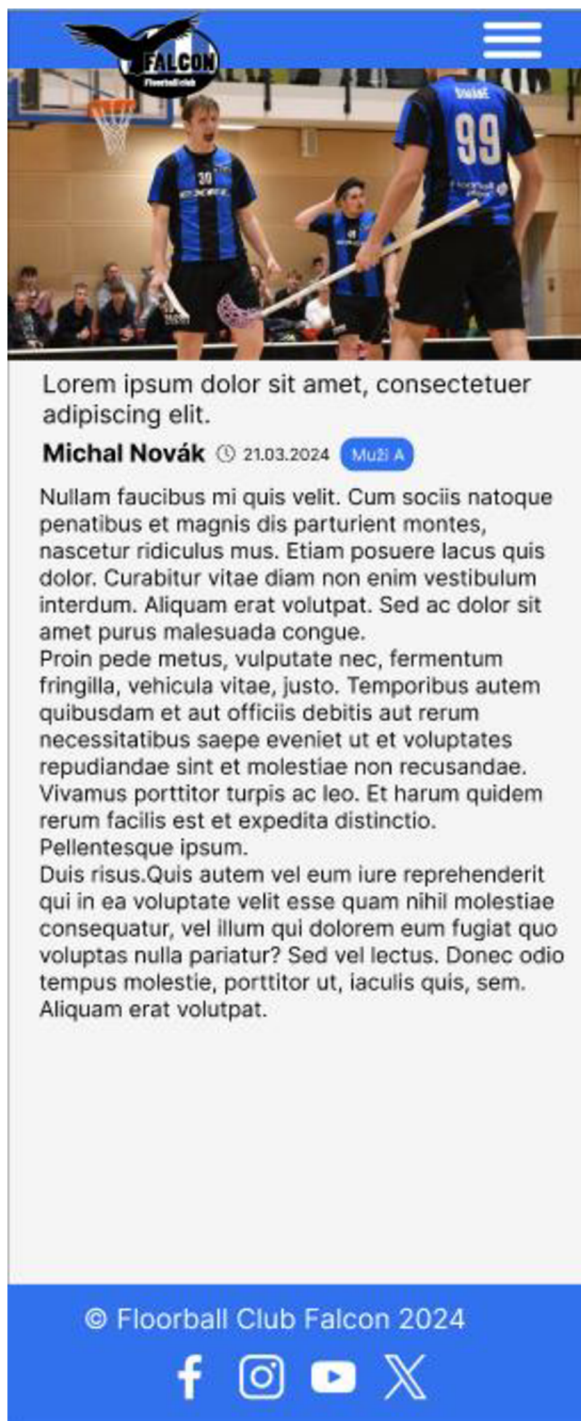 FALCON
Floorball club
99
30
EXEL
Lorem ipsum dolor sit amet, consectetuer
adipiscing elit.
Michal Novák 21.03.2024 Muži A
Nullam faucibus mi quis velit. Cum sociis natoque
penatibus et magnis dis parturient montes,
nascetur ridiculus mus. Etiam posuere lacus quis
dolor. Curabitur vitae diam non enim vestibulum
interdum. Aliquam erat volutpat. Sed ac dolor sit
amet purus malesuada congue.
Proin pede metus, vulputate nec, fermentum
fringilla, vehicula vitae, justo. Temporibus autem
quibusdam et aut officiis debitis aut rerum
necessitatibus saepe eveniet ut et voluptates
repudiandae sint et molestiae non recusandae.
Vivamus porttitor turpis ac leo. Et harum quidem
rerum facilis est et expedita distinctio.
Pellentesque ipsum.
Duis risus.Quis autem vel eum iure reprehenderit
qui in ea voluptate velit esse quam nihil molestiae
consequatur, vel illum qui dolorem eum fugiat quo
voluptas nulla pariatur? Sed vel lectus. Donec odio
tempus molestie, porttitor ut, iaculis quis, sem.
Aliquam erat volutpat.
© Floorball Club Falcon 2024